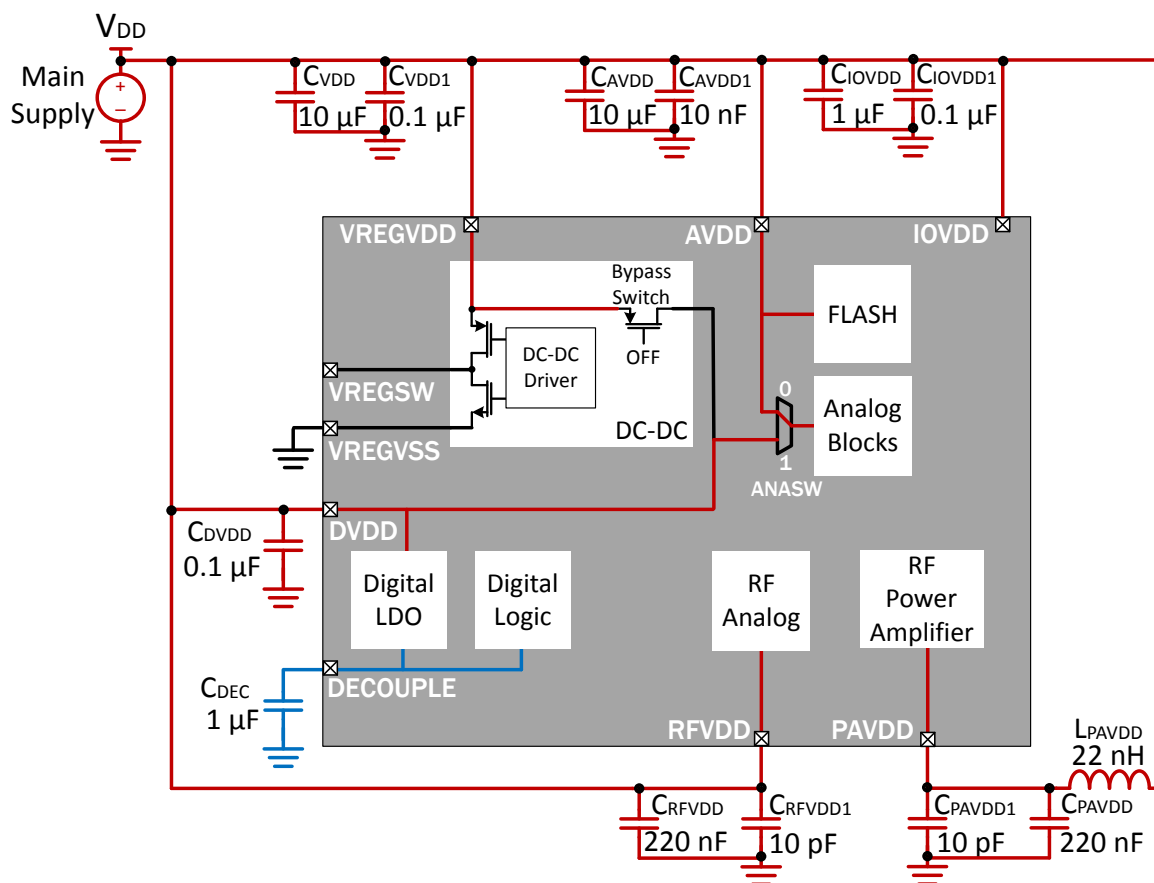 VDD
Main
Supply
+
−
CVDD
10 µF
CVDD1
0.1 µF
CAVDD
10 µF
CAVDD1
10 nF
CIOVDD
1 µF
CIOVDD1
0.1 µF
VREGVDD
AVDD
IOVDD
Bypass
Switch
OFF
FLASH
DC-DC
Driver
VREGSW
0
Analog
Blocks
DC-DC
VREGVSS
1
ANASW
CDVDD
0.1 µF
DVDD
Digital
LDO
Digital
Logic
RF
Analog
RF
Power
Amplifier
CDEC
1 µF
DECOUPLE
RFVDD
PAVDD
LPAVDD
22 nH
CRFVDD
220 nF
CRFVDD1
10 pF
CPAVDD1
10 pF
CPAVDD
220 nF